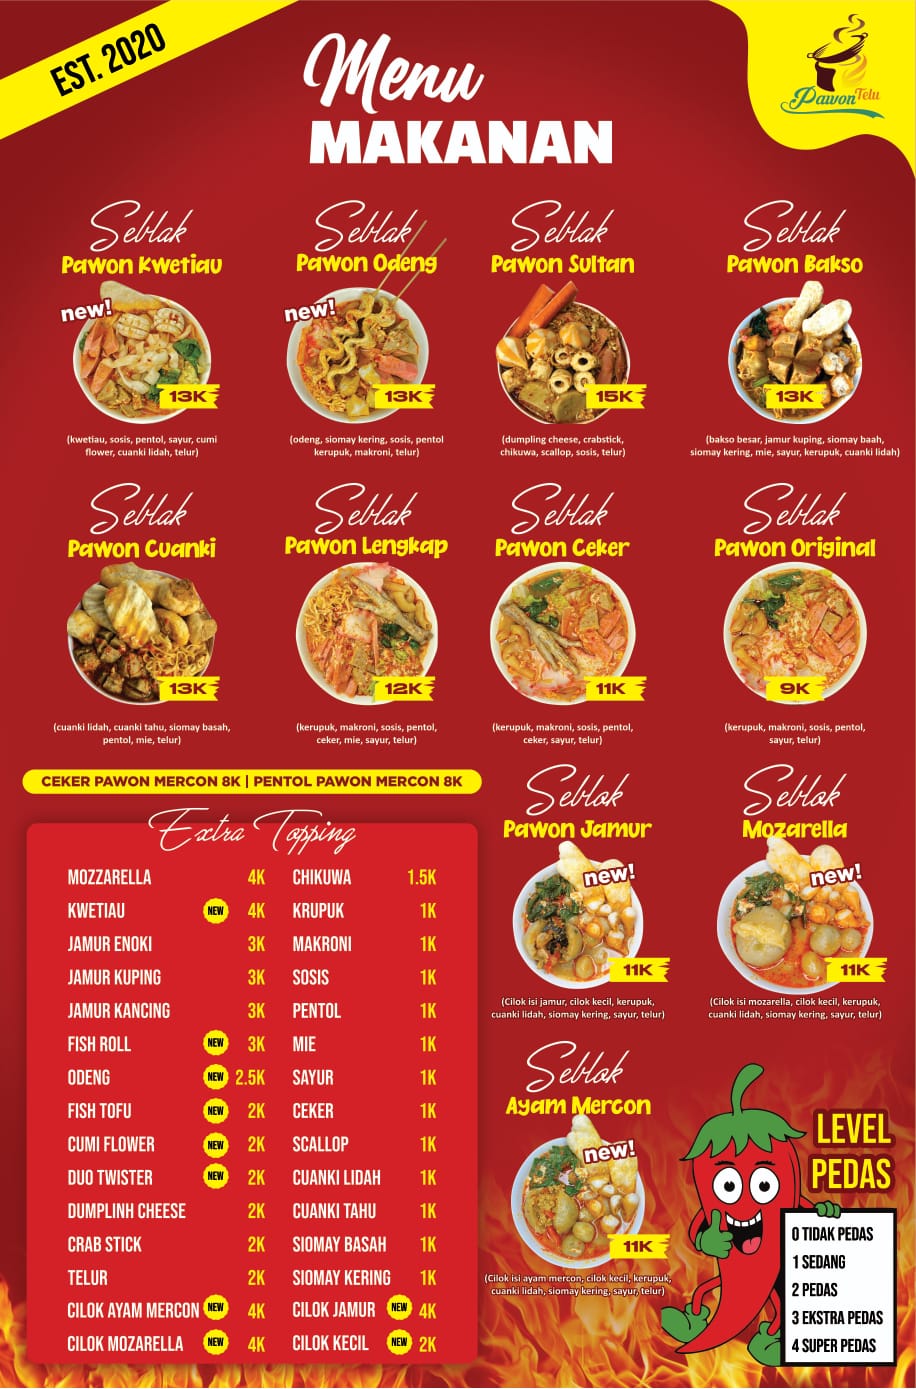 EST. 2020
Menu
MAKANAN
Pawon Telu
Seblak
Pawon Kwetiau
new!
13K
(kwetiau, sosis, pentol, sayur, cumi
flower, cuanki lidah, telur)
Seblak
Pawon Odeng
new!
13K
(odeng, siomay kering, sosis, pentol
kerupuk, makroni, telur)
Seblak
Pawon Sultan
15K
(dumpling cheese, crabstick,
chikuwa, scallop, sosis, telur)
Seblak
Pawon Bakso
13K
(bakso besar, jamur kuping, siomay baah,
siomay kering, mie, sayur, kerupuk, cuanki lidah)
Seblak
Pawon Cuanki
13K
(cuanki lidah, cuanki tahu, siomay basah,
pentol, mie, telur)
Seblak
Pawon Lengkap
12K
(kerupuk, makroni, sosis, pentol,
ceker, mie, sayur, telur)
Seblak
Pawon Ceker
11K
(kerupuk, makroni, sosis, pentol,
ceker, sayur, telur)
Seblak
Pawon Original
9K
(kerupuk, makroni, sosis, pentol,
sayur, telur)
CEKER PAWON MERCON 8K | PENTOL PAWON MERCON 8K
Extra Topping
MOZZARELLA 4K CHIKUWA 1.5K
KWETIAU NEW 4K KRUPUK 1K
JAMUR ENOKI 3K MAKRONI 1K
JAMUR KUPING 3K SOSIS 1K
JAMUR KANCING 3K PENTOL 1K
FISH ROLL NEW 3K MIE 1K
ODENG NEW 2.5K SAYUR 1K
FISH TOFU NEW 2K CEKER 1K
CUMI FLOWER NEW 2K SCALLOP 1K
DUO TWISTER NEW 2K CUANKI LIDAH 1K
DUMPLINH CHEESE 2K CUANKI TAHU 1K
CRAB STICK 2K SIOMAY BASAH 1K
TELUR 2K SIOMAY KERING 1K
CILOK AYAM MERCON NEW 4K CILOK JAMUR NEW 4K
CILOK MOZARELLA NEW 4K CILOK KECIL NEW 2K
Seblak
Pawon Jamur
new!
11K
(Cilok isi jamur, cilok kecil, kerupuk,
cuanki lidah, siomay kering, sayur, telur)
Seblak
Mozarella
new!
11K
(Cilok isi mozarella, cilok kecil, kerupuk,
cuanki lidah, siomay kering, sayur, telur)
Seblak
Ayam Mercon
new!
11K
(Cilok isi ayam mercon, cilok kecil, kerupuk,
cuanki lidah, siomay kering, sayur, telur)
LEVEL
PEDAS
0 TIDAK PEDAS
1 SEDANG
2 PEDAS
3 EKSTRA PEDAS
4 SUPER PEDAS